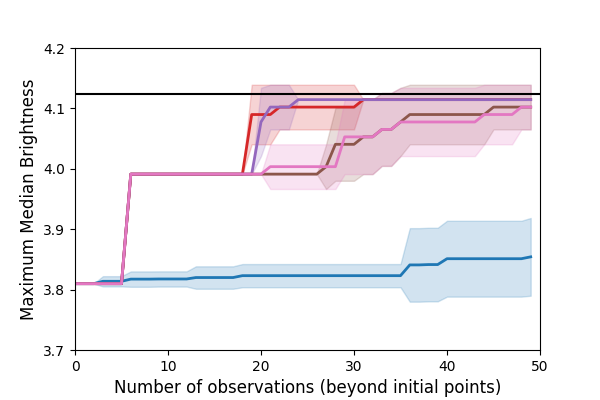 4.2
4.1
4.0
3.9
3.8
3.7
Maximum Median Brightness
0 10 20 30 40 50
Number of observations (beyond initial points)